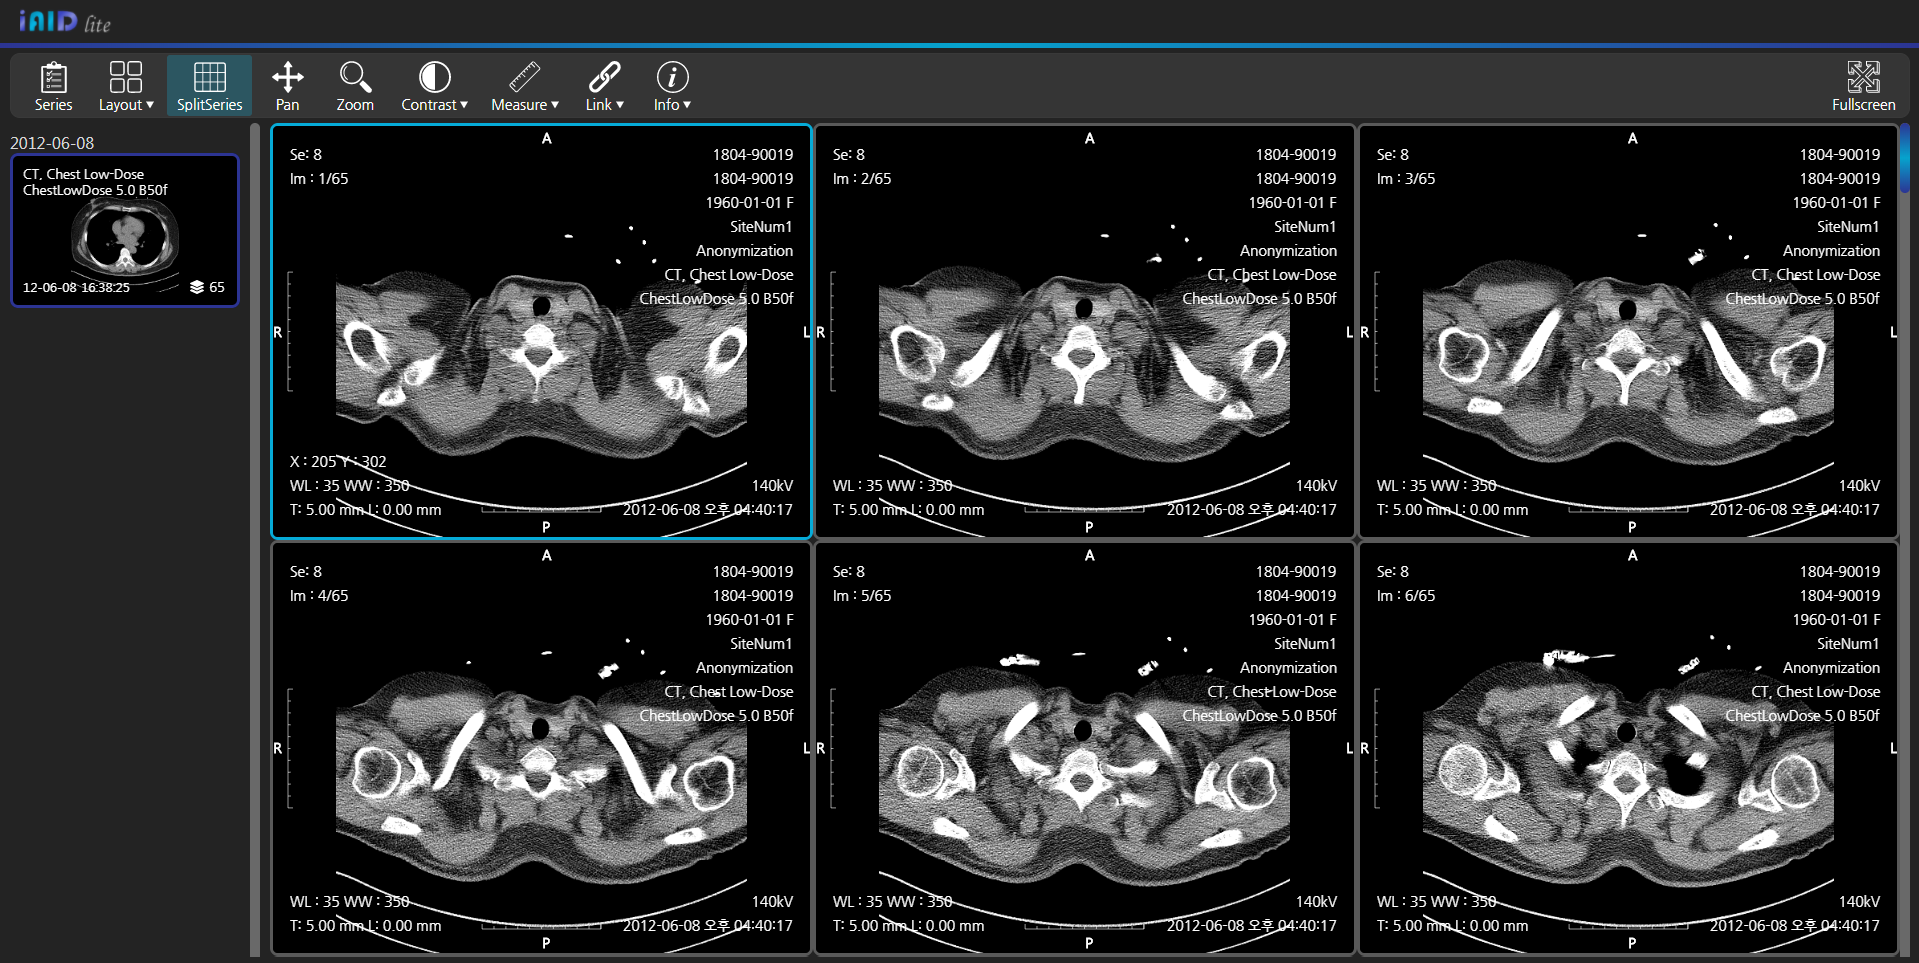 iAID lite
Series
Layout ▾
SplitSeries
Pan
Zoom
Contrast ▾
Measure ▾
Link ▾
Info ▾
Fullscreen
2012-06-08
CT, Chest Low-Dose
ChestLowDose 5.0 B50f
12-06-08 16:38:25
65
A
Se: 8
Im : 1/65
1804-90019
1804-90019
1960-01-01 F
SiteNum1
Anonymization
CT, Chest Low-Dose
ChestLowDose 5.0 B50f
R
L
X : 205 Y : 302
WL : 35 WW : 350
T: 5.00 mm L: 0.00 mm
140kV
2012-06-08 오후 04:40:17
P
A
Se: 8
Im : 2/65
1804-90019
1804-90019
1960-01-01 F
SiteNum1
Anonymization
CT, Chest Low-Dose
ChestLowDose 5.0 B50f
R
L
WL : 35 WW : 350
T: 5.00 mm L: 0.00 mm
140kV
2012-06-08 오후 04:40:17
P
A
Se: 8
Im : 3/65
1804-90019
1804-90019
1960-01-01 F
SiteNum1
Anonymization
CT, Chest Low-Dose
ChestLowDose 5.0 B50f
R
L
WL : 35 WW : 350
T: 5.00 mm L: 0.00 mm
140kV
2012-06-08 오후 04:40:17
P
A
Se: 8
Im : 4/65
1804-90019
1804-90019
1960-01-01 F
SiteNum1
Anonymization
CT, Chest Low-Dose
ChestLowDose 5.0 B50f
R
L
WL : 35 WW : 350
T: 5.00 mm L: 0.00 mm
140kV
2012-06-08 오후 04:40:17
P
A
Se: 8
Im : 5/65
1804-90019
1804-90019
1960-01-01 F
SiteNum1
Anonymization
CT, Chest Low-Dose
ChestLowDose 5.0 B50f
R
L
WL : 35 WW : 350
T: 5.00 mm L: 0.00 mm
140kV
2012-06-08 오후 04:40:17
P
A
Se: 8
Im : 6/65
1804-90019
1804-90019
1960-01-01 F
SiteNum1
Anonymization
CT, Chest Low-Dose
ChestLowDose 5.0 B50f
R
L
WL : 35 WW : 350
T: 5.00 mm L: 0.00 mm
140kV
2012-06-08 오후 04:40:17
P